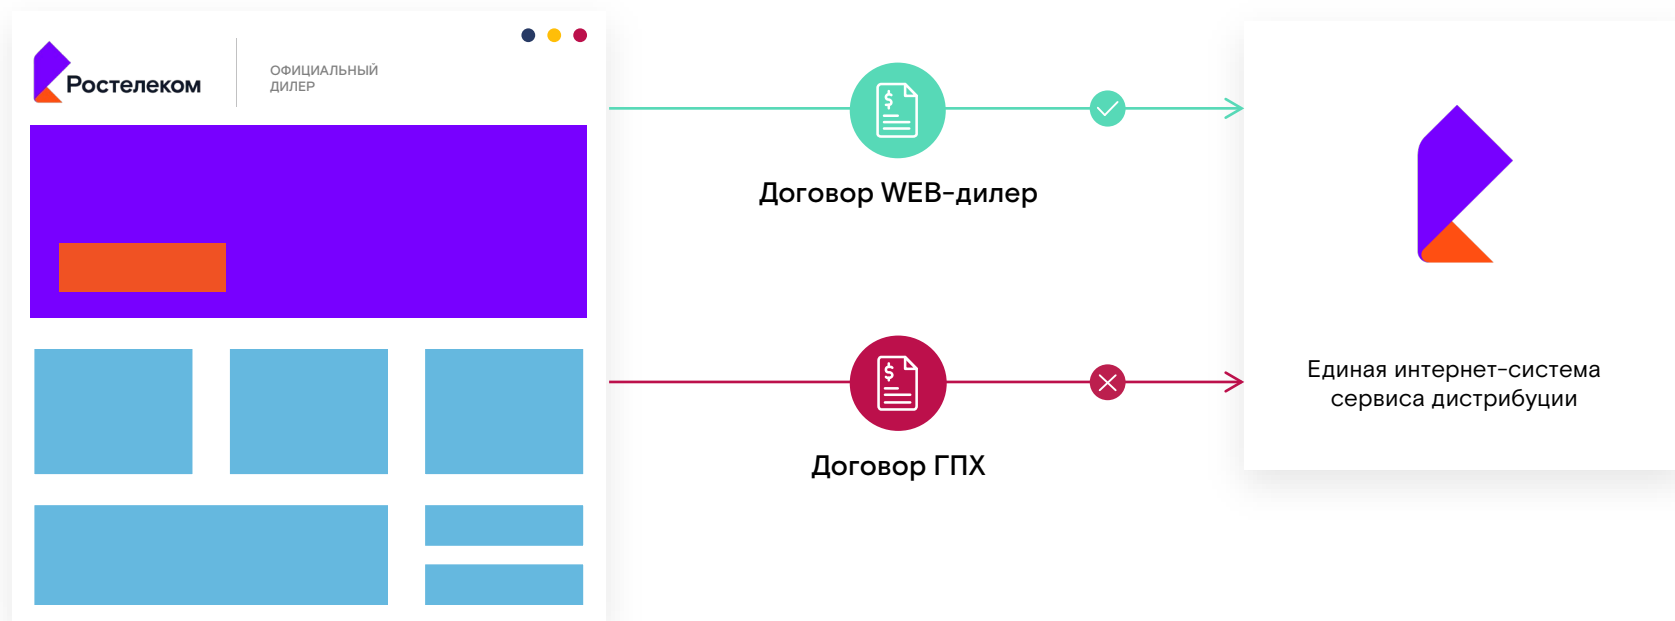 Ростелеком
ОФИЦИАЛЬНЫЙ
ДИЛЕР
Договор WEB-дилер
Договор ГПХ
Единая интернет-система
сервиса дистрибуции